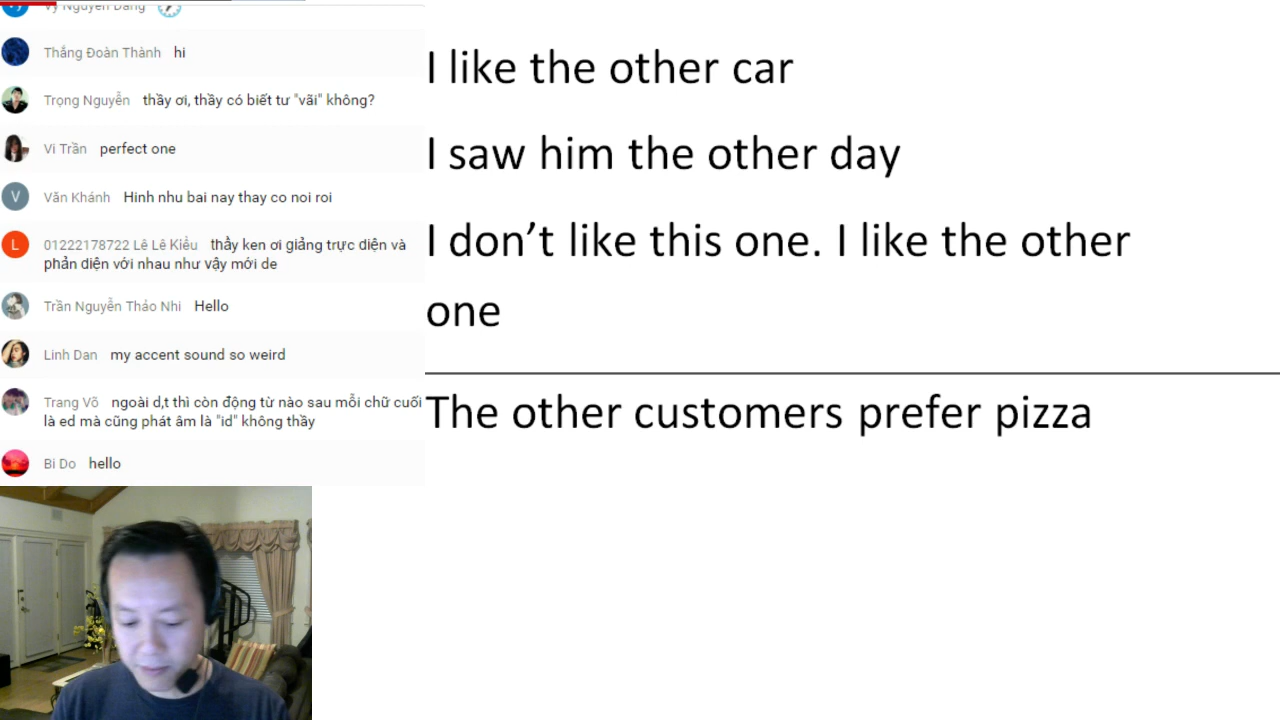 Vy Nguyen Dang
Thắng Đoàn Thành hi
Trọng Nguyễn thầy ơi, thầy có biết tư "vãi" không?
Vi Trần perfect one
Văn Khánh Hinh nhu bai nay thay co noi roi
L 01222178722 Lê Lê Kiều thầy ken ơi giảng trực diện và
phản diện với nhau như vậy mới de
Trần Nguyễn Thảo Nhi Hello
Linh Dan my accent sound so weird
Trang Võ ngoài d,t thì còn động từ nào sau mỗi chữ cuối
là ed mà cũng phát âm là "id" không thầy
Bi Do hello
V
I like the other car
I saw him the other day
I don’t like this one. I like the other
one
The other customers prefer pizza